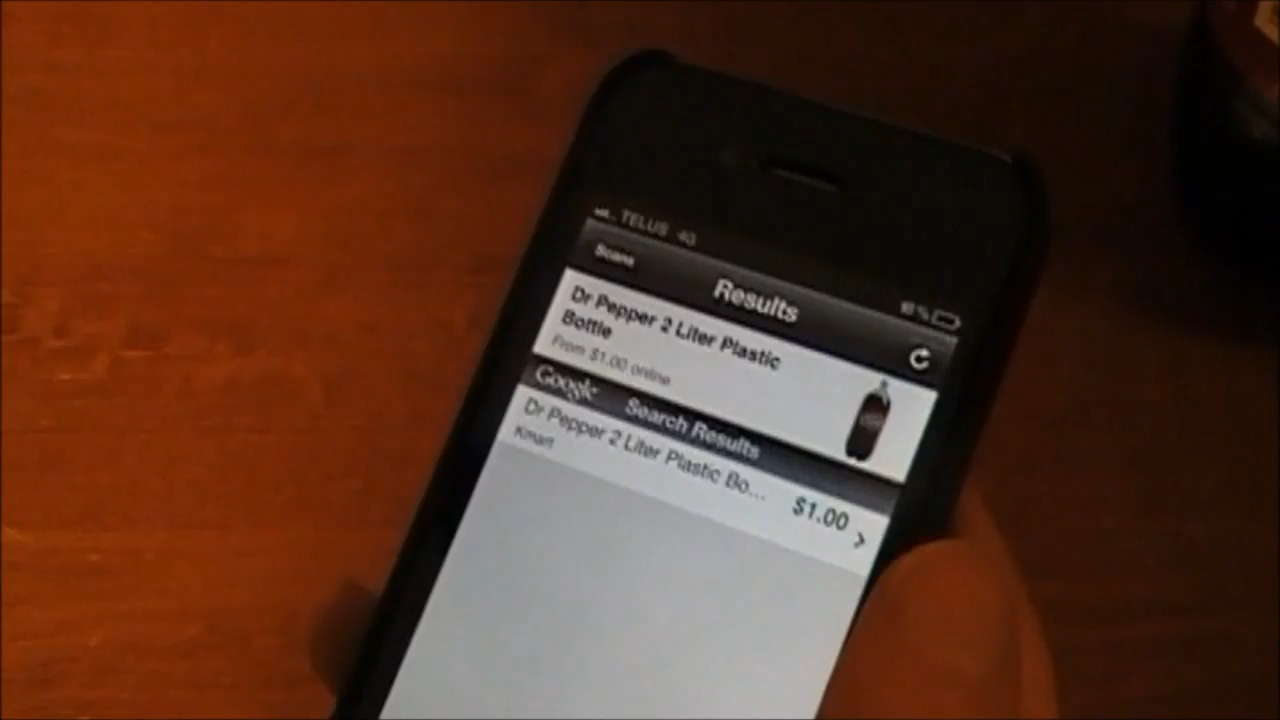 TELUS 4G
Scans
Results
Dr Pepper 2 Liter Plastic
Bottle
From $1.00 online
Google Search Results
Dr Pepper 2 Liter Plastic Bo...
Kmart
$1.00